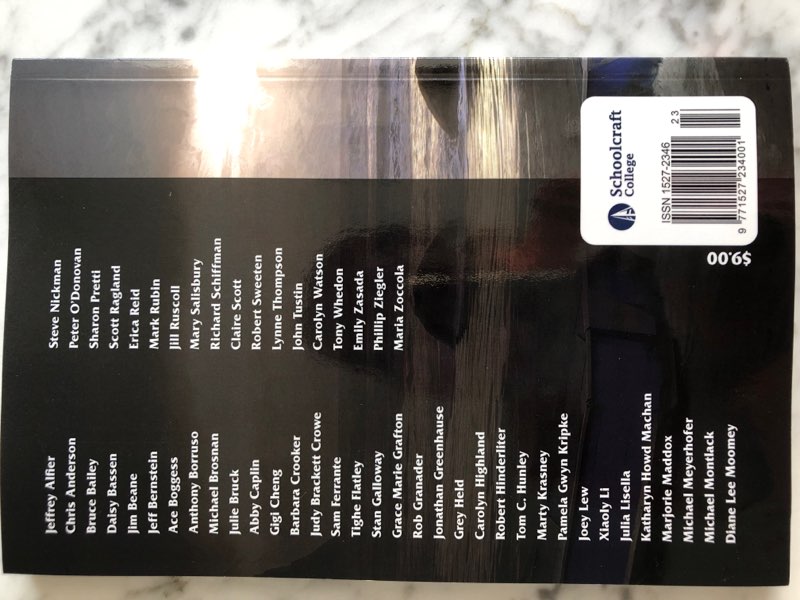 Jeffrey Alfier
Chris Anderson
Bruce Bailey
Daisy Bassen
Jim Beane
Jeff Bernstein
Ace Boggess
Anthony Borruso
Michael Brosnan
Julie Bruck
Abby Caplin
Gigi Cheng
Barbara Crooker
Judy Brackett Crowe
Sam Ferrante
Tighe Flatley
Stan Galloway
Grace Marie Grafton
Rob Granader
Jonathan Greenhause
Grey Held
Carolyn Highland
Robert Hinderliter
Tom C. Hunley
Marty Krasney
Pamela Gwyn Kripke
Joey Lew
Xiaoly Li
Julia Lisella
Katharyn Howd Machan
Marjorie Maddox
Michael Meyerhofer
Michael Montlack
Diane Lee Moomey
Steve Nickman
Peter O'Donovan
Sharon Pretti
Scott Ragland
Erica Reid
Mark Rubin
Jill Ruscoll
Mary Salisbury
Richard Schiffman
Claire Scott
Robert Sweeten
Lynne Thompson
John Tustin
Carolyn Watson
Tony Whedon
Emily Zasada
Phillip Ziegler
Maria Zoccola
Schoolcraft
College
ISSN 1527-2346
23
9 771527 234001
$9.00